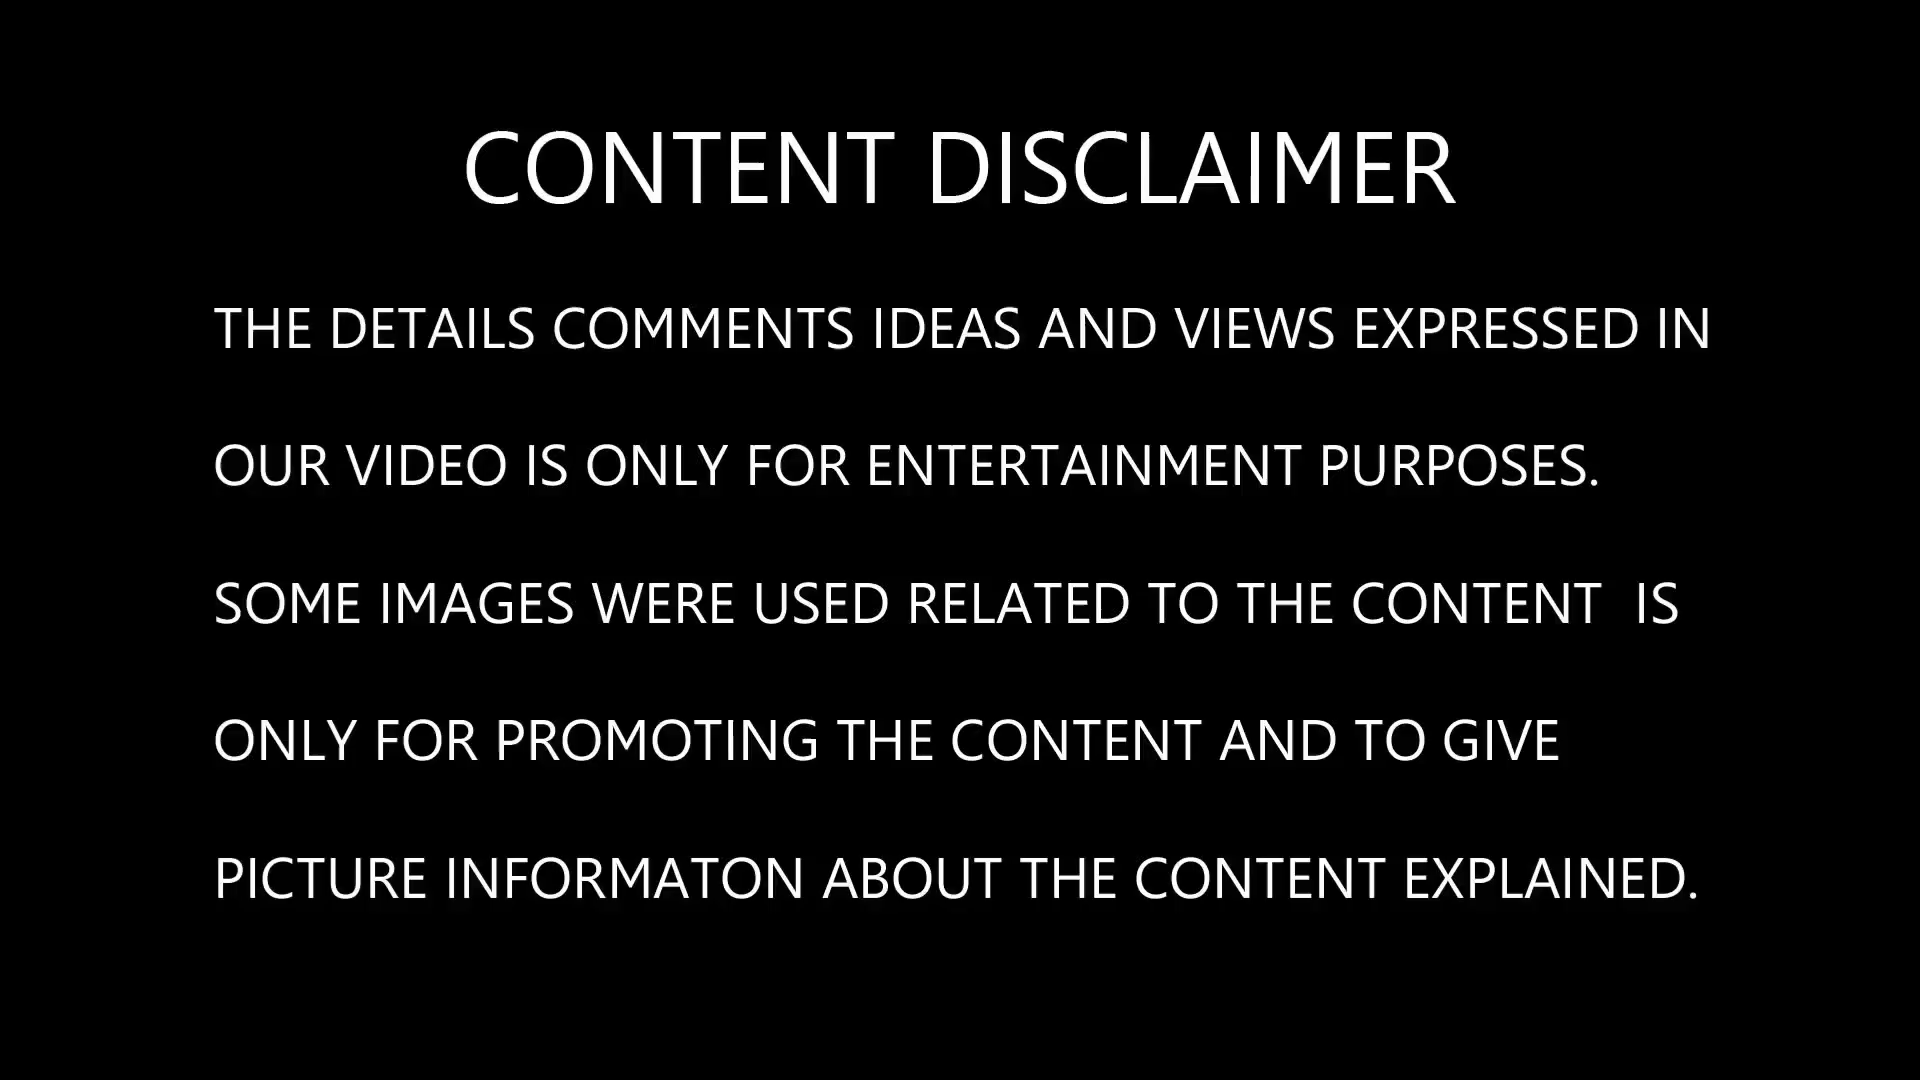 CONTENT DISCLAIMER
THE DETAILS COMMENTS IDEAS AND VIEWS EXPRESSED IN
OUR VIDEO IS ONLY FOR ENTERTAINMENT PURPOSES.
SOME IMAGES WERE USED RELATED TO THE CONTENT  IS
ONLY FOR PROMOTING THE CONTENT AND TO GIVE
PICTURE INFORMATON ABOUT THE CONTENT EXPLAINED.